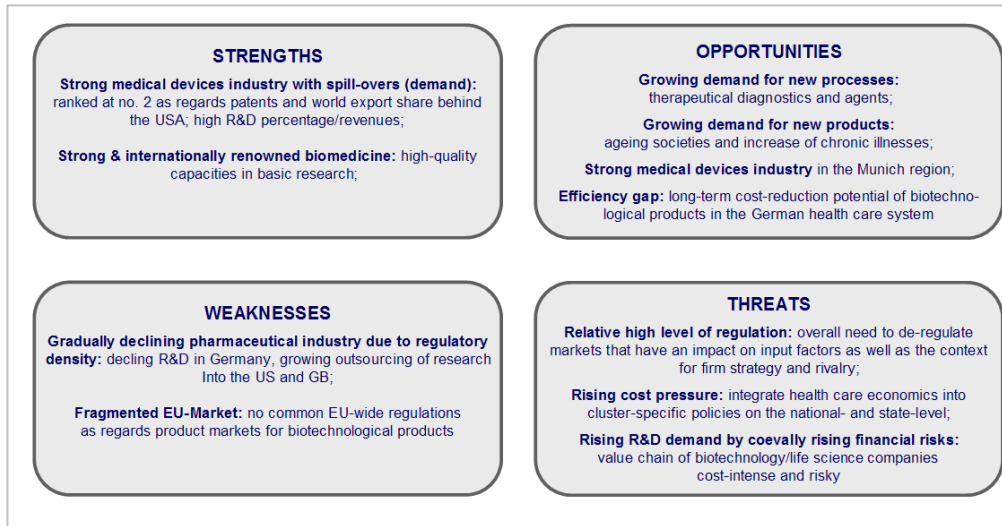 STRENGTHS
Strong medical devices industry with spill-overs (demand):
ranked at no. 2 as regards patents and world export share behind
the USA; high R&D percentage/revenues;
Strong & internationally renowned biomedicine: high-quality
capacities in basic research;
OPPORTUNITIES
Growing demand for new processes:
therapeutical diagnostics and agents;
Growing demand for new products:
ageing societies and increase of chronic illnesses;
Strong medical devices industry in the Munich region;
Efficiency gap: long-term cost-reduction potential of biotechno-
logical products in the German health care system
WEAKNESSES
Gradually declining pharmaceutical industry due to regulatory
density: decling R&D in Germany, growing outsourcing of research
Into the US and GB;
Fragmented EU-Market: no common EU-wide regulations
as regards product markets for biotechnological products
THREATS
Relative high level of regulation: overall need to de-regulate
markets that have an impact on input factors as well as the context
for firm strategy and rivalry;
Rising cost pressure: integrate health care economics into
cluster-specific policies on the national- and state-level;
Rising R&D demand by coevally rising financial risks:
value chain of biotechnology/life science companies
cost-intense and risky